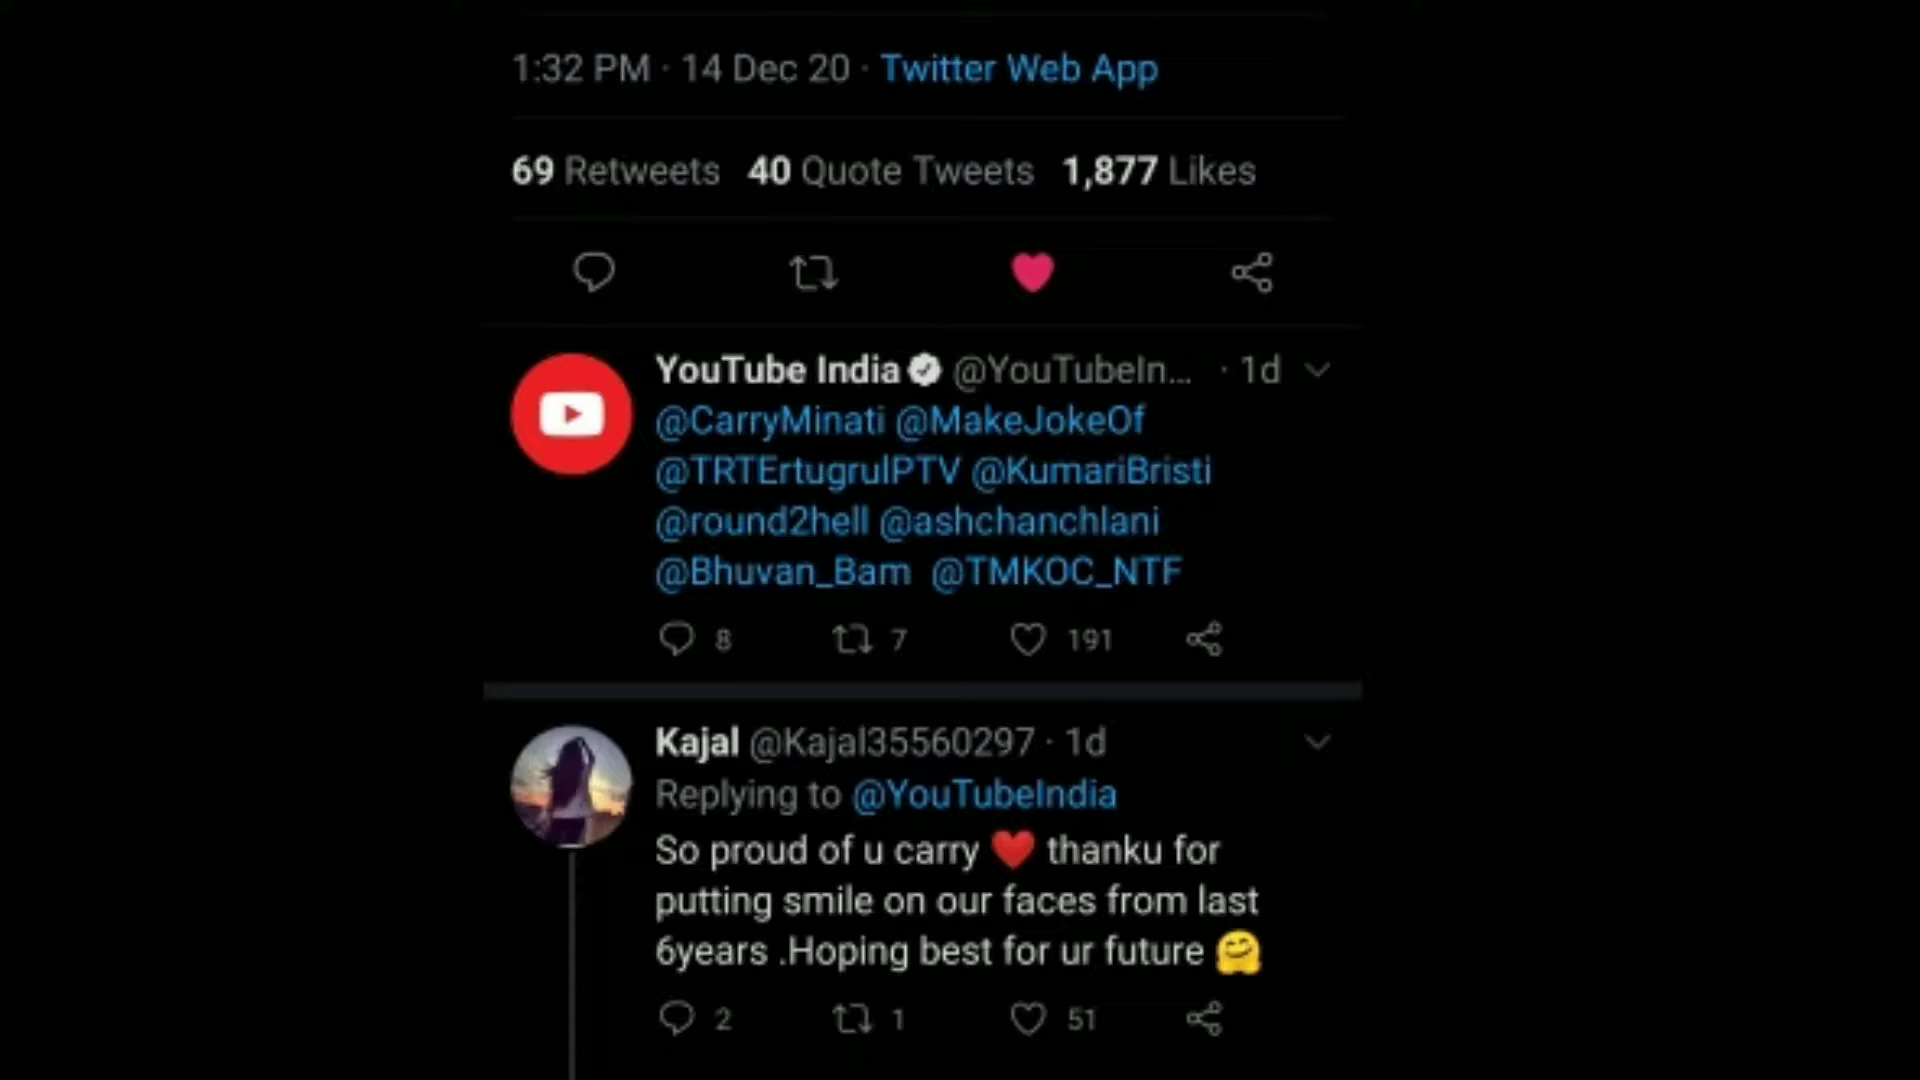 1:32 PM · 14 Dec 20 · Twitter Web App
69 Retweets 40 Quote Tweets 1,877 Likes
YouTube India @YouTubeIn... · 1d
@CarryMinati @MakeJokeOf
@TRTErtugrulPTV @KumariBristi
@round2hell @ashchanchlani
@Bhuvan_Bam @TMKOC_NTF
8 7 191
Kajal @Kajal35560297 · 1d
Replying to @YouTubeIndia
So proud of u carry ❤️ thanku for
putting smile on our faces from last
6years .Hoping best for ur future 🤗
2 1 51